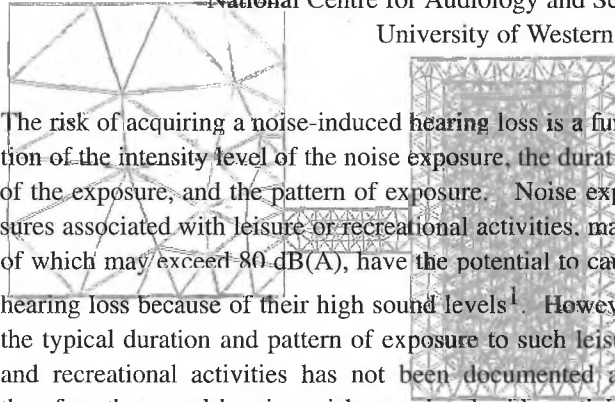 National Centre for Audiology and Sc
University of Western
The risk of acquiring a noise-induced hearing loss is a fun
tion of the intensity level of the noise exposure, the durat
of the exposure, and the pattern of exposure. Noise exp
sures associated with leisure or recreational activities, ma
of which may exceed 80 dB(A), have the potential to cau
hearing loss because of their high sound levels1. Howev
the typical duration and pattern of exposure to such leisu
and recreational activities has not been documented a